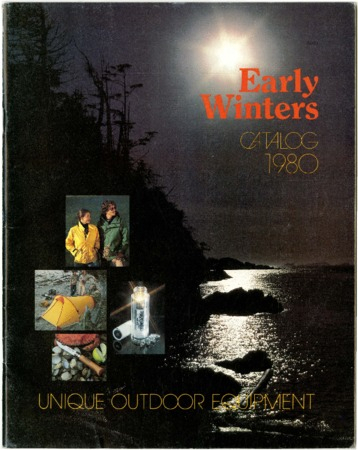 Early
Winters
CATALOG
1980
UNIQUE OUTDOOR EQUIPMENT